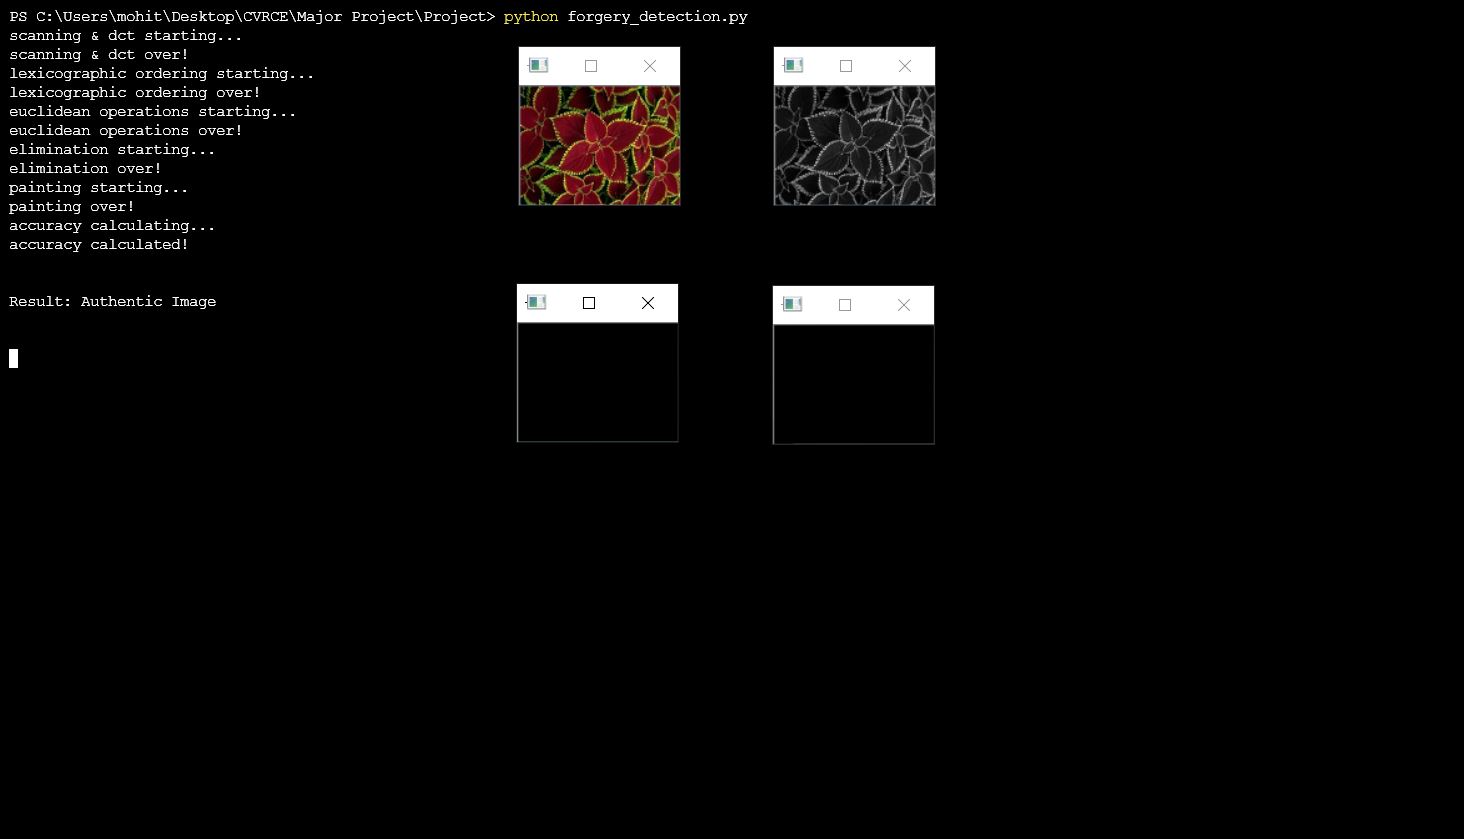 PS C:\Users\mohit\Desktop\CVRCE\Major Project\Project> python forgery_detection.py
scanning & dct starting...
scanning & dct over!
lexicographic ordering starting...
lexicographic ordering over!
euclidean operations starting...
euclidean operations over!
elimination starting...
elimination over!
painting starting...
painting over!
accuracy calculating...
accuracy calculated!
Result: Authentic Image